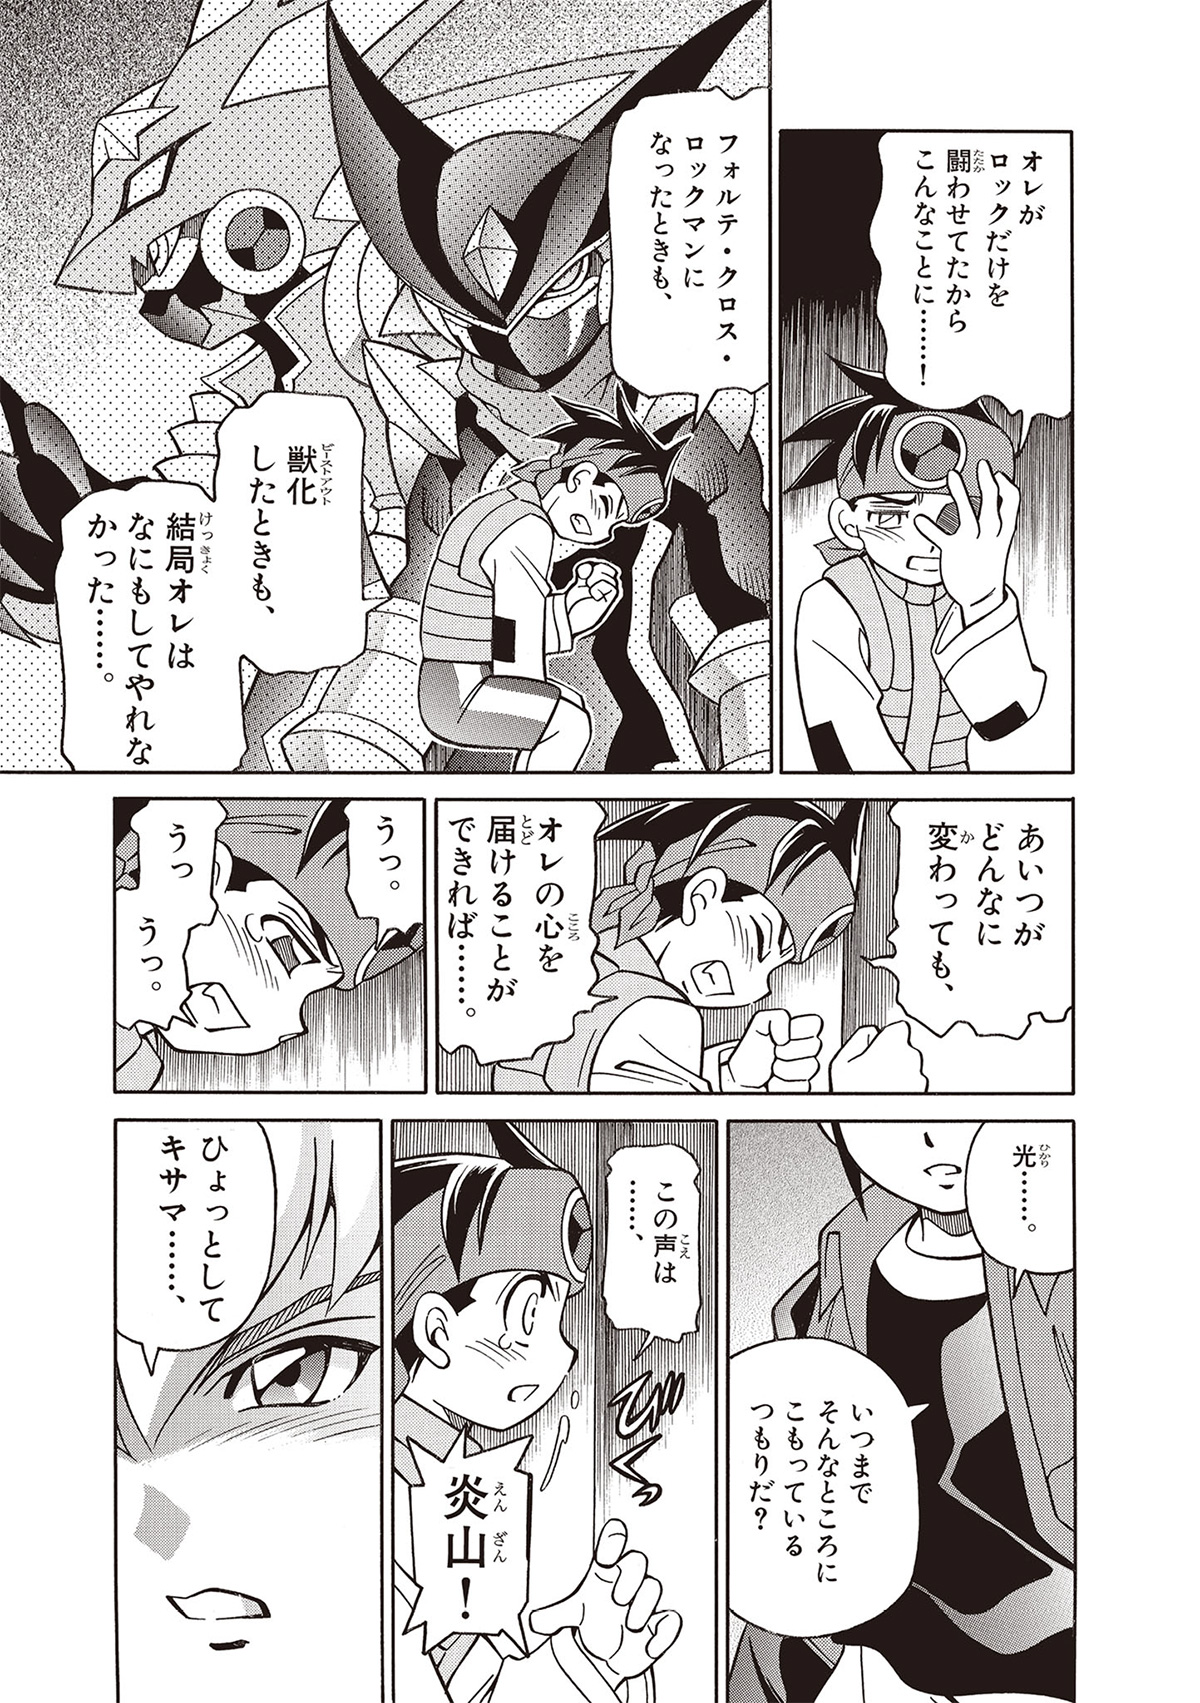 オレが
ロックだけを
闘わせてたから
こんなことに……！
フォルテ・クロス・
ロックマンに
なったときも、
獣化
したときも、
結局オレは
なにもしてやれな
かった……。
あいつが
どんなに
変わっても、
オレの心を
届けることが
できれば……。
うっ。
うっ
うっ。
光……。
いつまで
そんなところに
こもっている
つもりだ？
この声は
……、
びくっ
炎山！
ひょっとして
キサマ……、